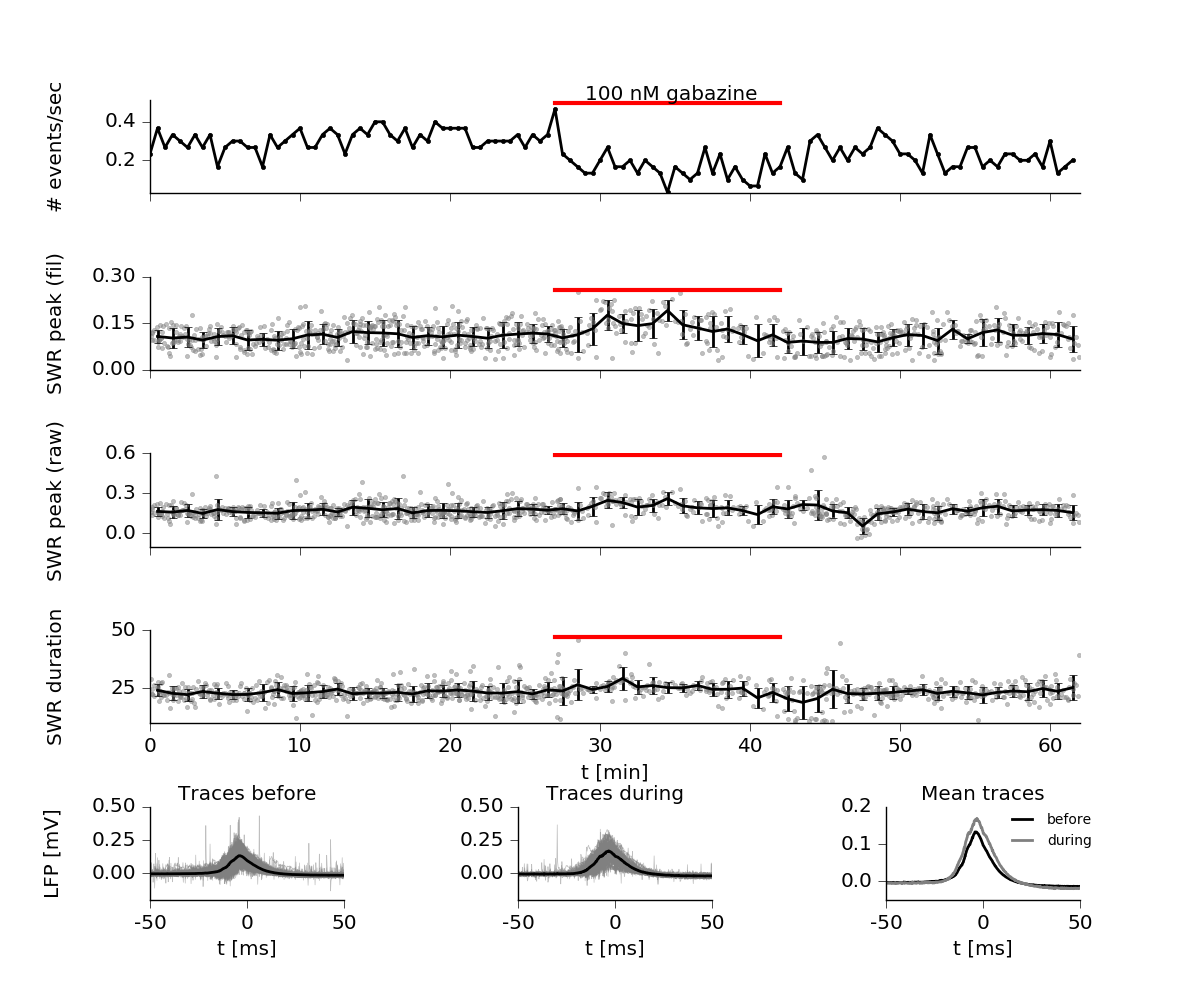 100 nM gabazine
# events/sec
0.4
0.2
SWR peak (fil)
0.30
0.15
0.00
SWR peak (raw)
0.6
0.3
0.0
SWR duration
50
25
0 10 20 30 40 50 60
t [min]
Traces before
Traces during
Mean traces
LFP [mV]
0.50
0.25
0.00
-50 0 50
t [ms]
0.50
0.25
0.00
-50 0 50
t [ms]
0.2
0.1
0.0
before
during
-50 0 50
t [ms]